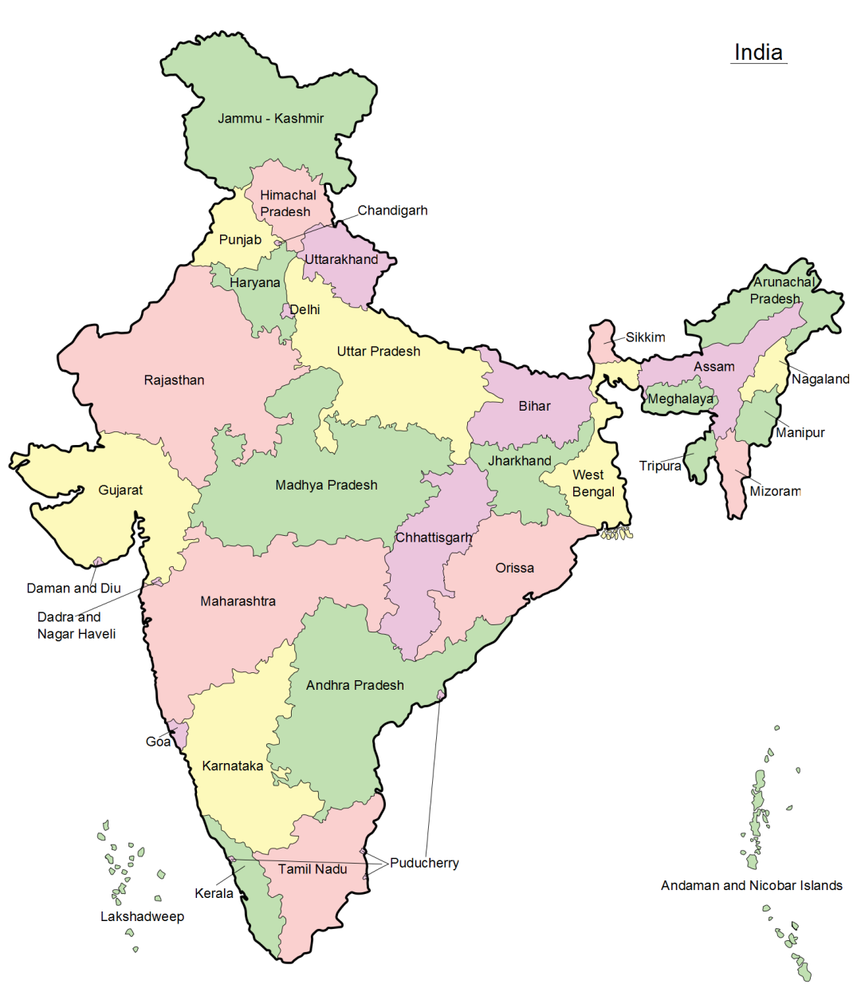 India
Jammu - Kashmir
Himachal
Pradesh
Chandigarh
Punjab
Uttarakhand
Haryana
Delhi
Arunachal
Pradesh
Sikkim
Uttar Pradesh
Assam
Rajasthan
Nagaland
Meghalaya
Bihar
Manipur
Jharkhand
Tripura
West
Bengal
Madhya Pradesh
Gujarat
Mizoram
Chhattisgarh
Orissa
Daman and Diu
Maharashtra
Dadra and
Nagar Haveli
Andhra Pradesh
Goa
Karnataka
Puducherry
Tamil Nadu
Andaman and Nicobar Islands
Kerala
Lakshadweep